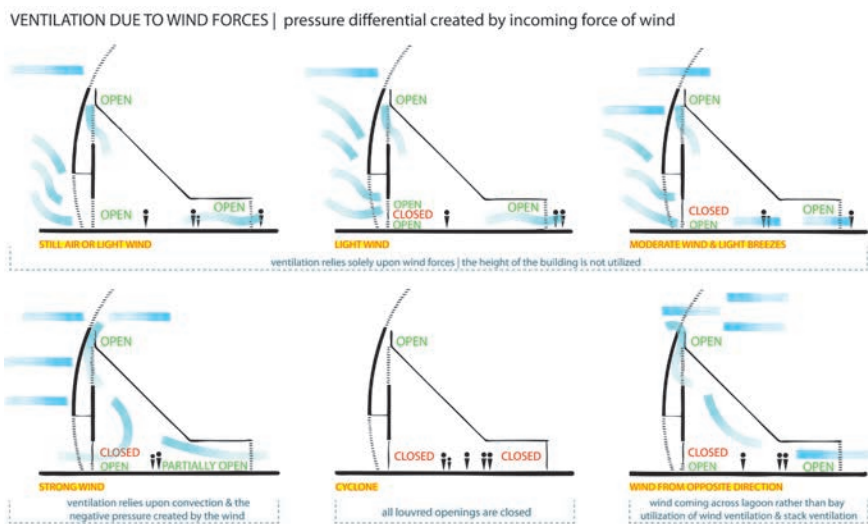 VENTILATION DUE TO WIND FORCES | pressure differential created by incoming force of wind
OPEN
OPEN
OPEN
STILL AIR OR LIGHT WIND
OPEN
OPEN
CLOSED
OPEN
OPEN
LIGHT WIND
OPEN
CLOSED
OPEN
OPEN
MODERATE WIND & LIGHT BREEZES
ventilation relies solely upon wind forces | the height of the building is not utilized
OPEN
CLOSED
OPEN
PARTIALLY OPEN
STRONG WIND
ventilation relies upon convection & the
negative pressure created by the wind
OPEN
CLOSED
CLOSED
CYCLONE
all louvred openings are closed
OPEN
CLOSED
OPEN
OPEN
WIND FROM OPPOSITE DIRECTION
wind coming across lagoon rather than bay
utilization of wind ventilation & stack ventilation